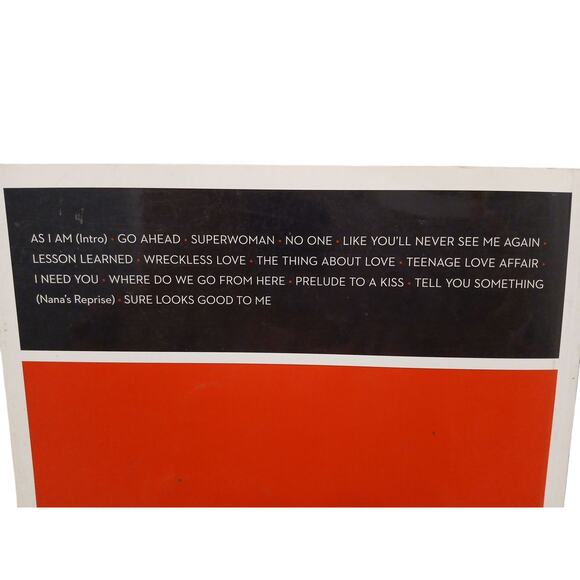 AS I AM (Intro) • GO AHEAD • SUPERWOMAN • NO ONE • LIKE YOU'LL NEVER SEE ME AGAIN •
LESSON LEARNED • WRECKLESS LOVE • THE THING ABOUT LOVE • TEENAGE LOVE AFFAIR •
I NEED YOU • WHERE DO WE GO FROM HERE • PRELUDE TO A KISS • TELL YOU SOMETHING
(Nana's Reprise) • SURE LOOKS GOOD TO ME